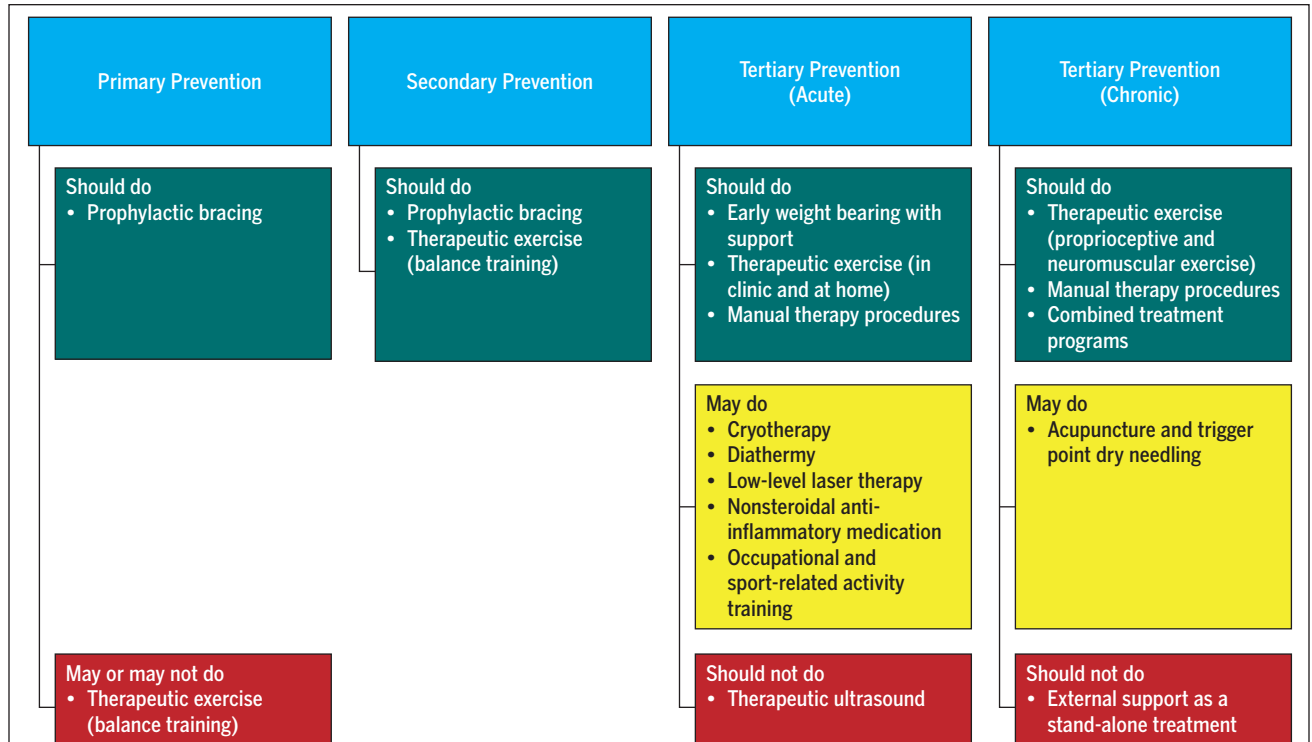 Primary Prevention
Secondary Prevention
Tertiary Prevention
(Acute)
Tertiary Prevention
(Chronic)
Should do
• Prophylactic bracing
Should do
• Prophylactic bracing
• Therapeutic exercise
(balance training)
Should do
• Early weight bearing with
support
• Therapeutic exercise (in
clinic and at home)
• Manual therapy procedures
Should do
• Therapeutic exercise
(proprioceptive and
neuromuscular exercise)
• Manual therapy procedures
• Combined treatment
programs
May do
• Cryotherapy
• Diathermy
• Low-level laser therapy
• Nonsteroidal anti-
inflammatory medication
• Occupational and
sport-related activity
training
May do
• Acupuncture and trigger
point dry needling
May or may not do
• Therapeutic exercise
(balance training)
Should not do
• Therapeutic ultrasound
Should not do
• External support as a
stand-alone treatment